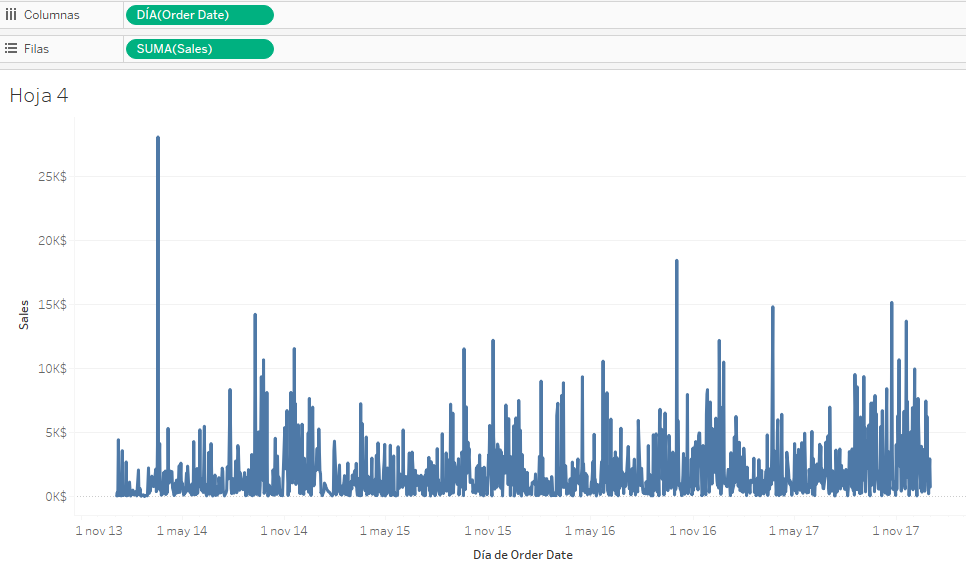 Columnas DÍA(Order Date)
Filas SUMA(Sales)
Hoja 4
25K$
20K$
15K$
10K$
5K$
0K$
Sales
1 nov 13 1 may 14 1 nov 14 1 may 15 1 nov 15 1 may 16 1 nov 16 1 may 17 1 nov 17
Día de Order Date